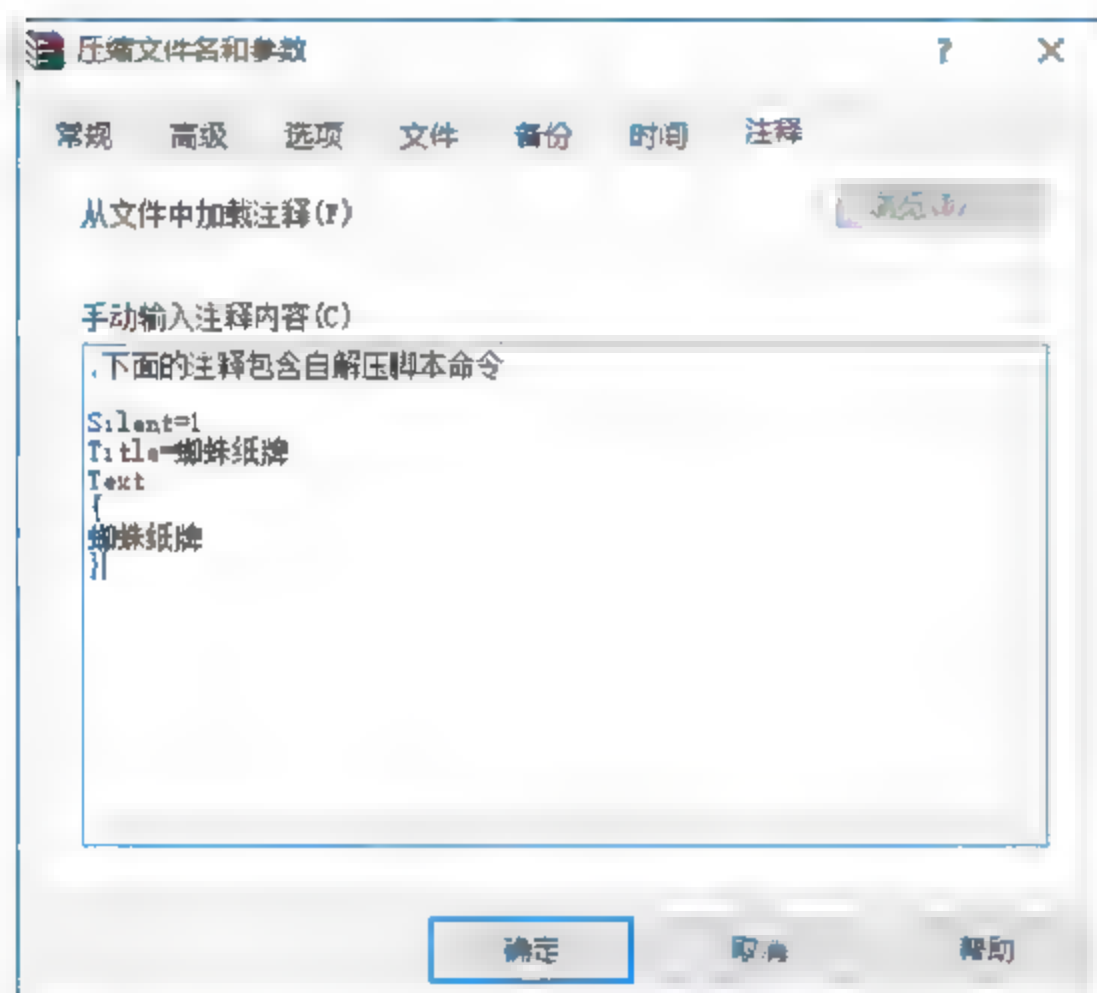 压缩文件名和参数
常规 高级 选项 文件 备份 时间 注释
从文件中加载注释(F)
手动输入注释内容(C)
;下面的注释包含自解压脚本命令
Silent=1
Title=蜘蛛纸牌
Text
{
蜘蛛纸牌
}
确定 取消 帮助